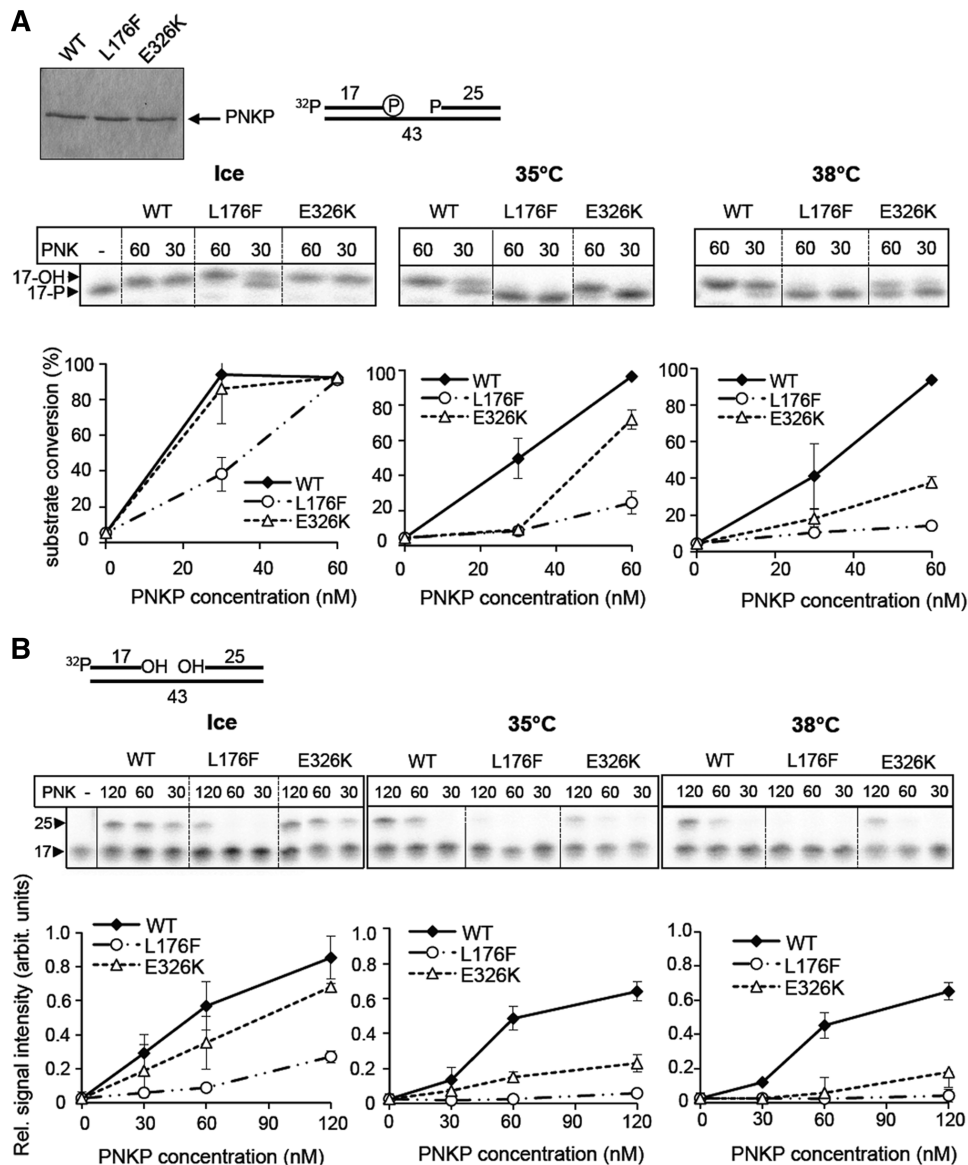 A
WT L176F E326K
PNKP
32P 17 P P 25
43
Ice 35°C 38°C
WT L176F E326K WT L176F E326K WT L176F E326K
PNK - 60 30 60 30 60 30 60 30 60 30 60 30 60 30 60 30 60 30
17-OH
17-P
substrate conversion (%)
100
80
60
40
20
0
WT
L176F
E326K
0 20 40 60
PNKP concentration (nM)
100
80
60
40
20
0
WT
L176F
E326K
0 20 40 60
PNKP concentration (nM)
100
80
60
40
20
0
WT
L176F
E326K
0 20 40 60
PNKP concentration (nM)
B
32P 17 OH OH 25
43
Ice 35°C 38°C
WT L176F E326K WT L176F E326K WT L176F E326K
PNK - 120 60 30 120 60 30 120 60 30 120 60 30 120 60 30 120 60 30 120 60 30 120 60 30 120 60 30
25
17
Rel. signal intensity (arbit. units)
1.0
0.8
0.6
0.4
0.2
0
WT
L176F
E326K
0 30 60 90 120
PNKP concentration (nM)
1.0
0.8
0.6
0.4
0.2
0
WT
L176F
E326K
0 30 60 90 120
PNKP concentration (nM)
1.0
0.8
0.6
0.4
0.2
0
WT
L176F
E326K
0 30 60 90 120
PNKP concentration (nM)